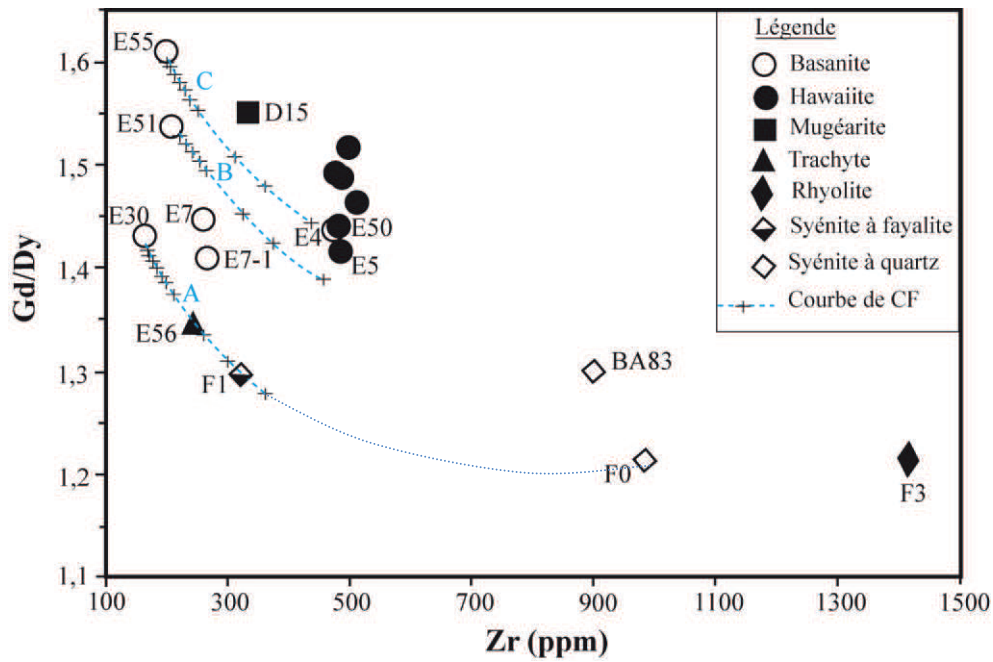 Légende
Basanite
Hawaiite
Mugéarite
Trachyte
Rhyolite
Syénite à fayalite
Syénite à quartz
Courbe de CF
E55
C
D15
E51
B
E30
E7
E7-1
E4
E50
E5
A
E56
F1
BA83
F0
F3
1,6
1,5
1,4
1,3
1,2
1,1
Gd/Dy
100 300 500 700 900 1100 1300 1500
Zr (ppm)